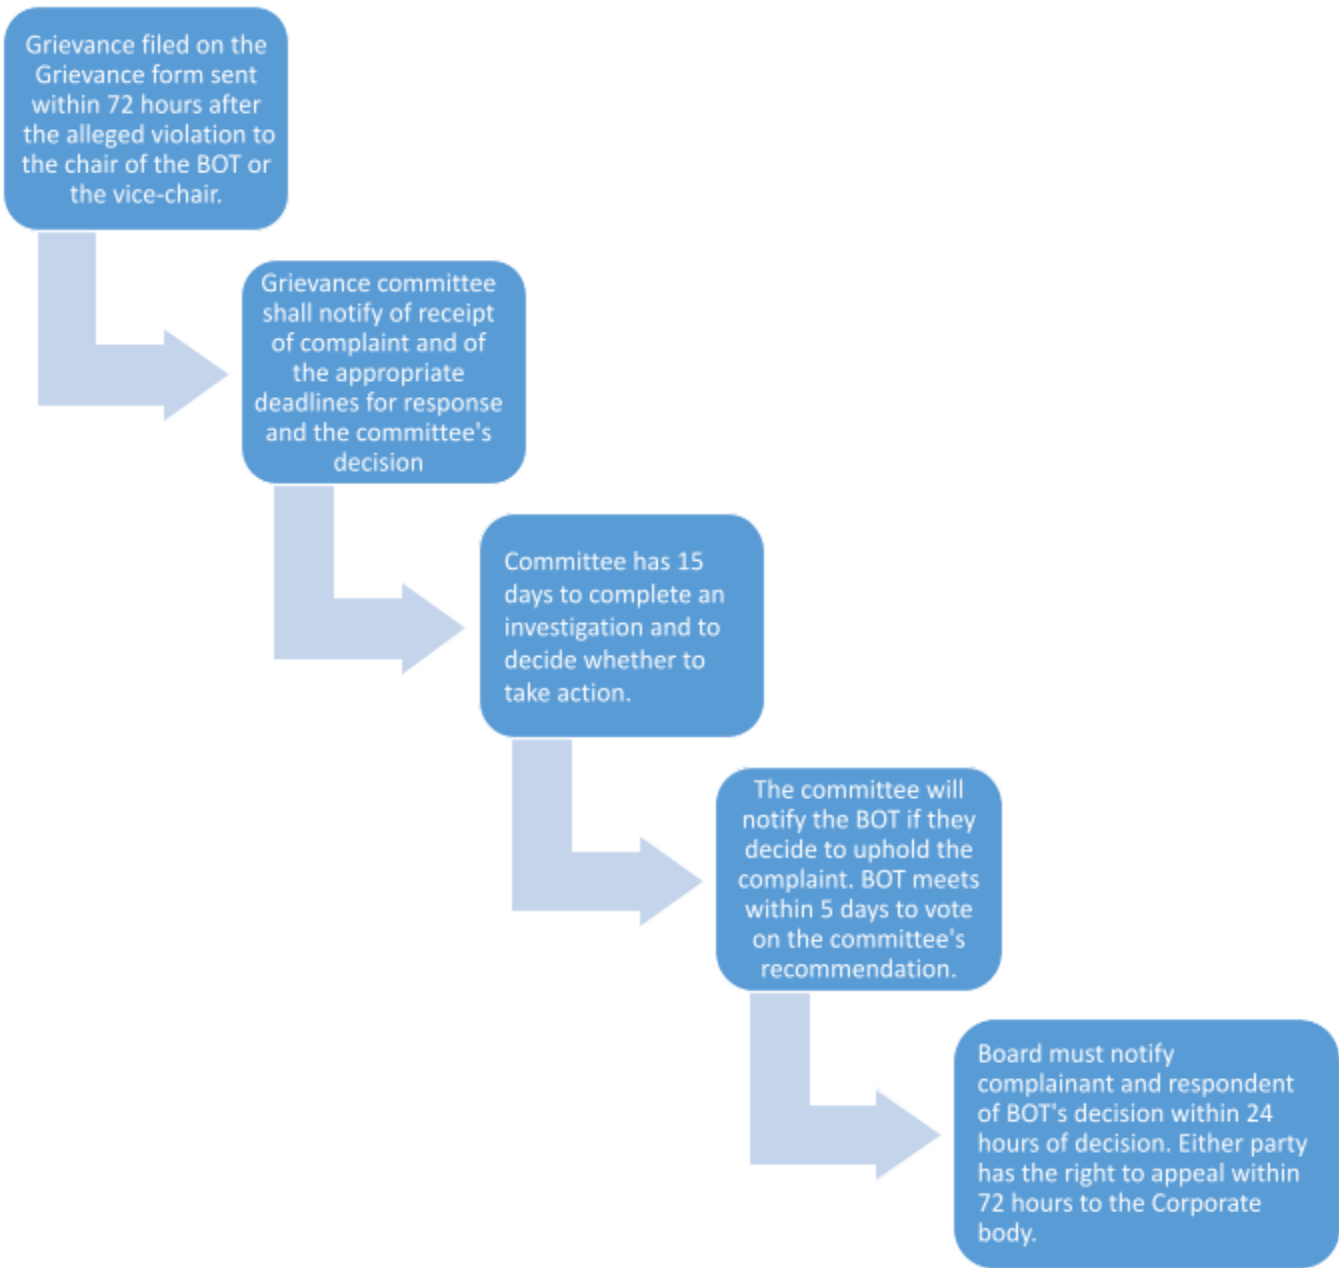 Grievance filed on the
Grievance form sent
within 72 hours after
the alleged violation to
the chair of the BOT or
the vice-chair.
Grievance committee
shall notify of receipt
of complaint and of
the appropriate
deadlines for response
and the committee's
decision
Committee has 15
days to complete an
investigation and to
decide whether to
take action.
The committee will
notify the BOT if they
decide to uphold the
complaint. BOT meets
within 5 days to vote
on the committee's
recommendation.
Board must notify
complainant and respondent
of BOT's decision within 24
hours of decision. Either party
has the right to appeal within
72 hours to the Corporate
body.